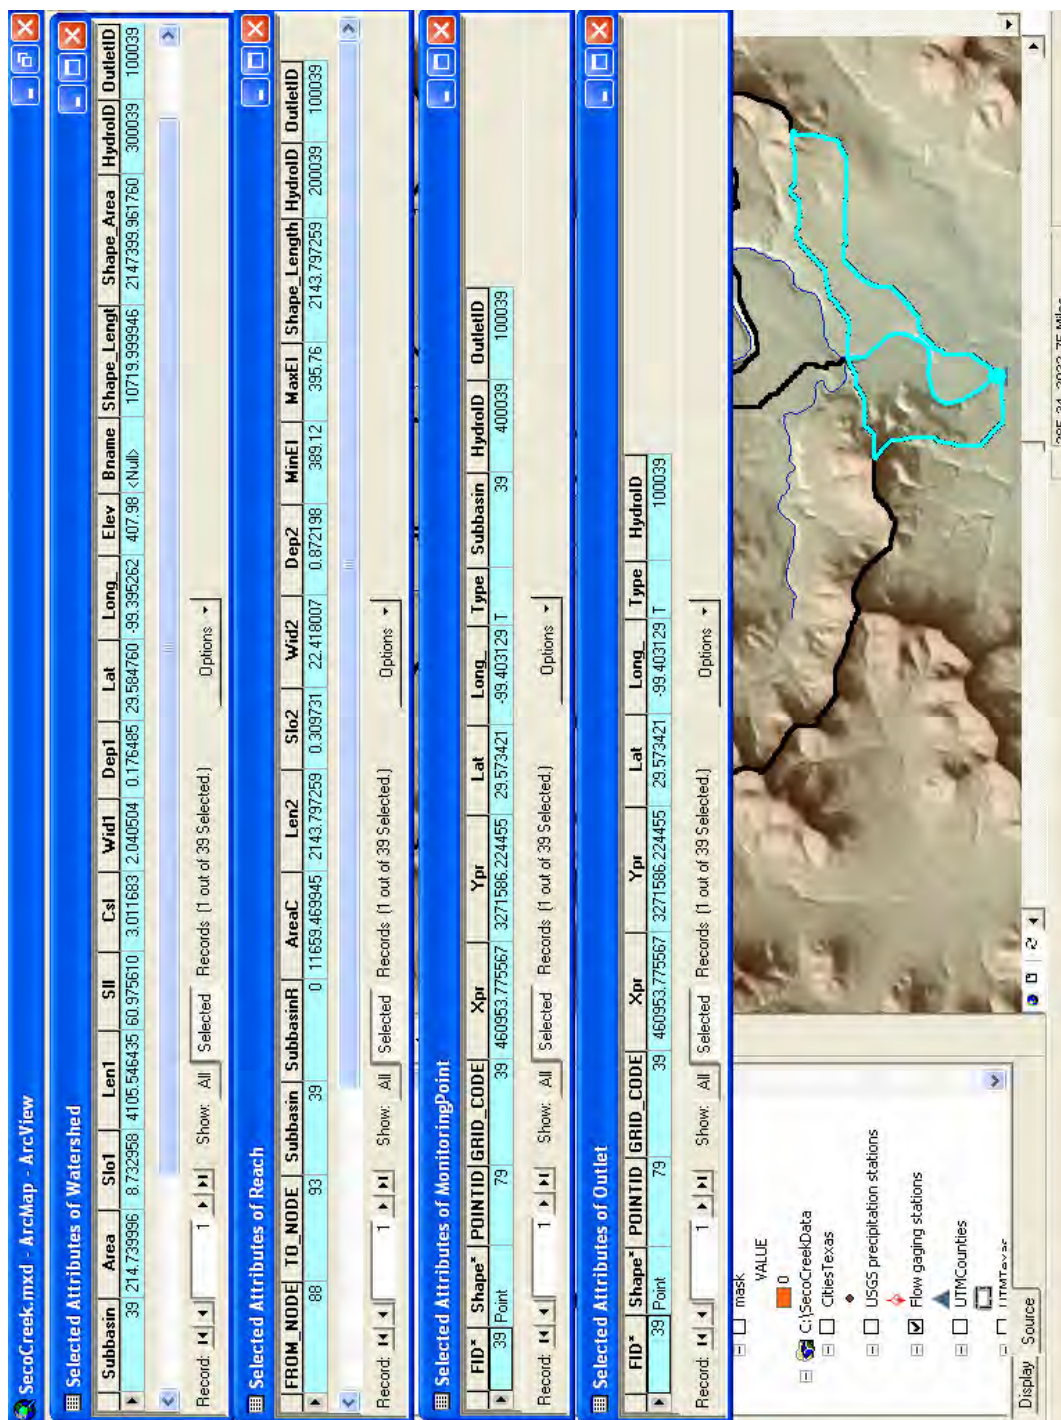 SecoCreek.mxd - ArcMap - ArcView
Selected Attributes of Watershed
Subbasin Area Slo1 Len1 Sll Csl Wid1 Dep1 Lat Long_ Elev Bname Shape_Lengt Shape_Area HydroID OutletID
39 214.739996 8.732958 4105.546435 60.975610 3.011683 2.040504 0.176485 29.584760 -99.395262 407.98 <Null> 10719.999946 2147399.961760 300039 100039
Record: 1 Show: All Selected Records (1 out of 39 Selected.) Options
Selected Attributes of Reach
FROM_NODE TO_NODE Subbasin SubbasinR AreaC Len2 Slo2 Wid2 Dep2 MinEl MaxEl Shape_Length HydroID OutletID
88 93 39 0 11659.469945 2143.797259 0.309731 22.418007 0.872198 389.12 395.76 2143.797259 200039 100039
Record: 1 Show: All Selected Records (1 out of 39 Selected.) Options
Selected Attributes of MonitoringPoint
FID* Shape* POINTID GRID_CODE Xpr Ypr Lat Long_ Type Subbasin HydroID OutletID
39 Point 79 39 460953.775567 3271586.224455 29.573421 -99.403129 T 39 400039 100039
Record: 1 Show: All Selected Records (1 out of 39 Selected.) Options
Selected Attributes of Outlet
FID* Shape* POINTID GRID_CODE Xpr Ypr Lat Long_ Type HydroID
39 Point 79 39 460953.775567 3271586.224455 29.573421 -99.403129 T 100039
Record: 1 Show: All Selected Records (1 out of 39 Selected.) Options
mask
VALUE
0
C:\SecoCreekData
CitiesTexas
USGS precipitation stations
Flow gaging stations
UTMCounties
UTMTexas
Display Source